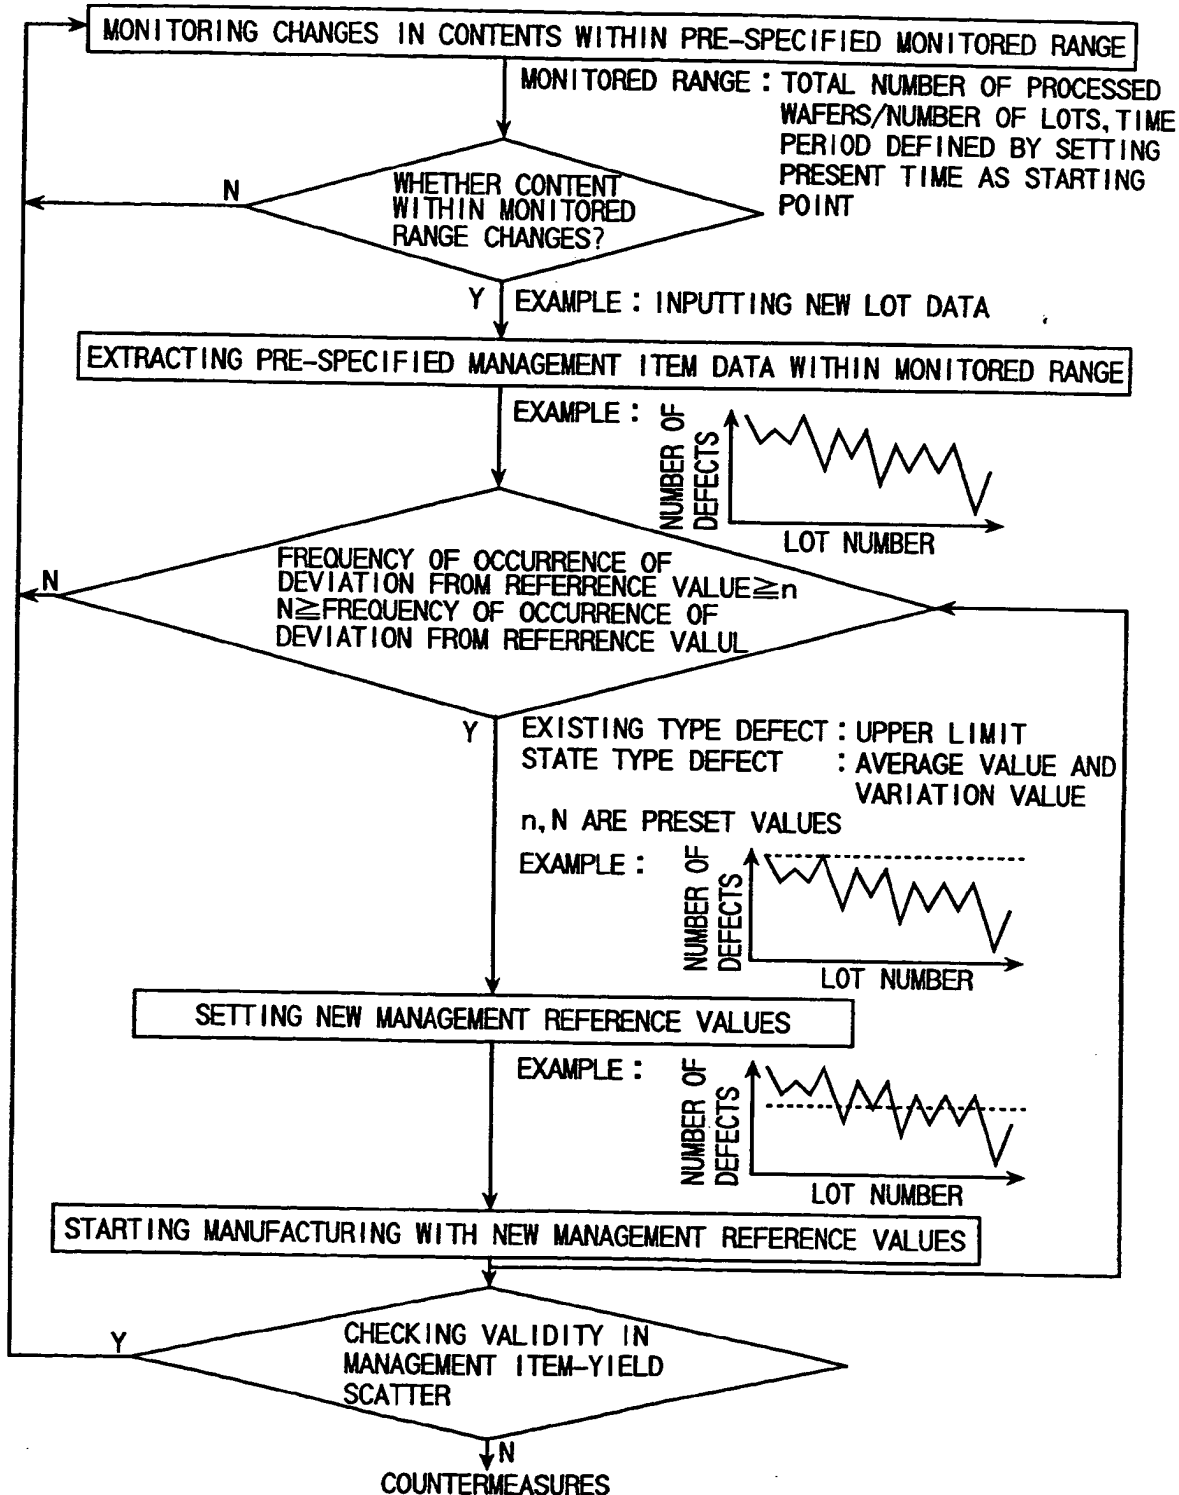 MONITORING CHANGES IN CONTENTS WITHIN PRE-SPECIFIED MONITORED RANGE
MONITORED RANGE : TOTAL NUMBER OF PROCESSED
WAFERS/NUMBER OF LOTS, TIME
PERIOD DEFINED BY SETTING
PRESENT TIME AS STARTING
POINT
N
WHETHER CONTENT
WITHIN MONITORED
RANGE CHANGES?
Y
EXAMPLE : INPUTTING NEW LOT DATA
EXTRACTING PRE-SPECIFIED MANAGEMENT ITEM DATA WITHIN MONITORED RANGE
EXAMPLE :
NUMBER OF
DEFECTS
LOT NUMBER
N
FREQUENCY OF OCCURRENCE OF
DEVIATION FROM REFERRENCE VALUE≧n
N≧FREQUENCY OF OCCURRENCE OF
DEVIATION FROM REFERRENCE VALUL
Y
EXISTING TYPE DEFECT : UPPER LIMIT
STATE TYPE DEFECT : AVERAGE VALUE AND
VARIATION VALUE
n, N ARE PRESET VALUES
EXAMPLE :
NUMBER OF
DEFECTS
LOT NUMBER
SETTING NEW MANAGEMENT REFERENCE VALUES
EXAMPLE :
NUMBER OF
DEFECTS
LOT NUMBER
STARTING MANUFACTURING WITH NEW MANAGEMENT REFERENCE VALUES
Y
CHECKING VALIDITY IN
MANAGEMENT ITEM-YIELD
SCATTER
N
COUNTERMEASURES